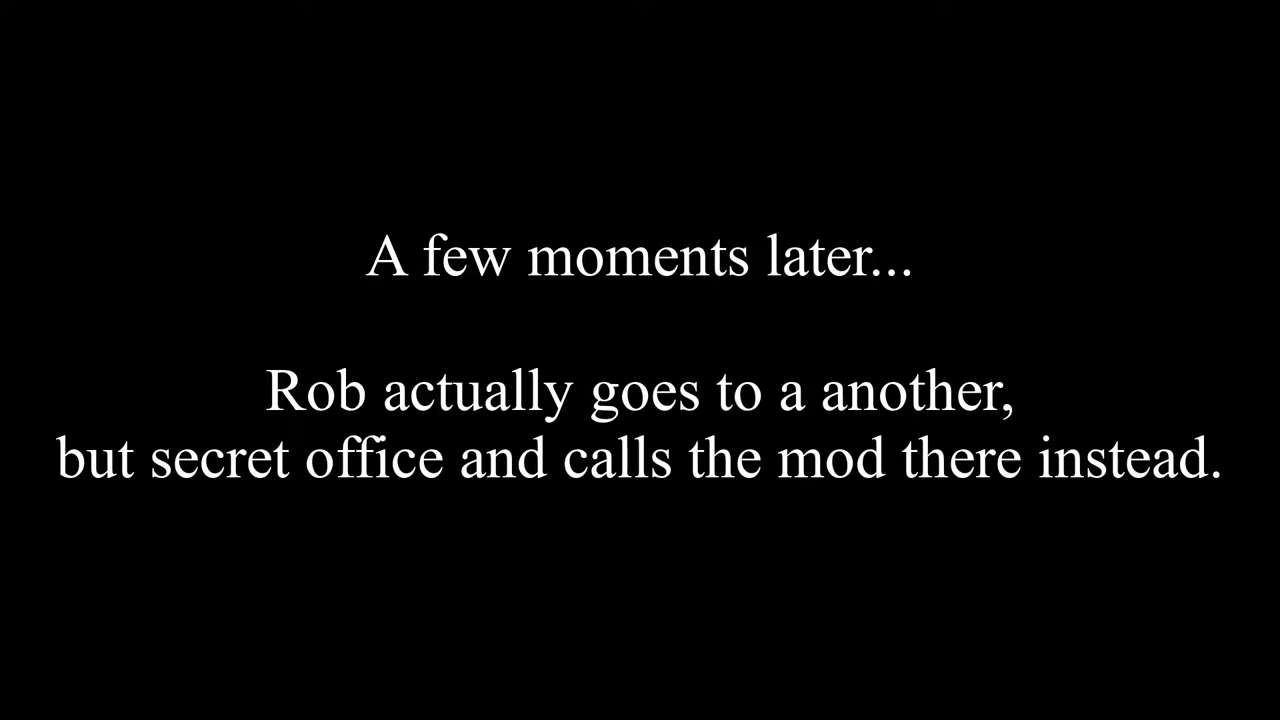 A few moments later...
Rob actually goes to a another,
but secret office and calls the mod there instead.